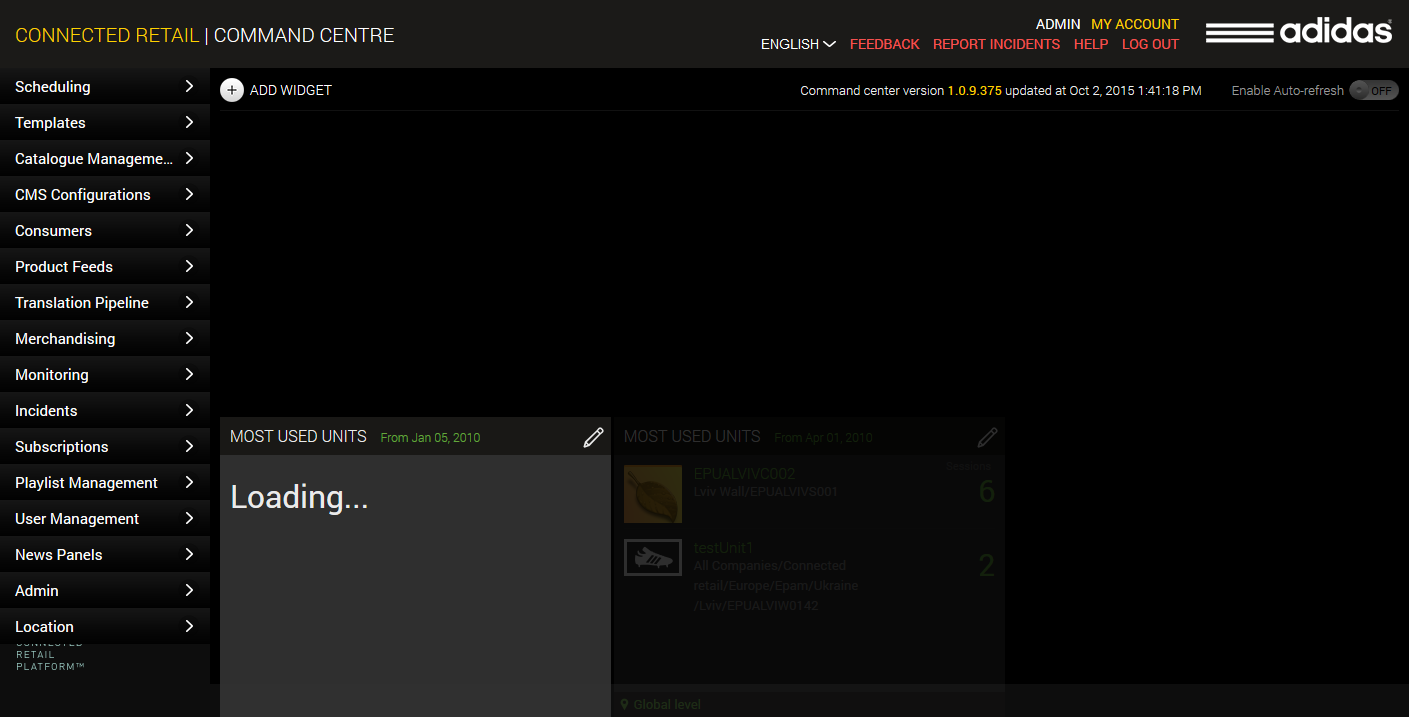 CONNECTED RETAIL | COMMAND CENTRE
ADMIN MY ACCOUNT
ENGLISH FEEDBACK REPORT INCIDENTS HELP LOG OUT
adidas
Scheduling
Templates
Catalogue Manageme...
CMS Configurations
Consumers
Product Feeds
Translation Pipeline
Merchandising
Monitoring
Incidents
Subscriptions
Playlist Management
User Management
News Panels
Admin
Location
CONNECTED
RETAIL
PLATFORM™
ADD WIDGET
Command center version 1.0.9.375 updated at Oct 2, 2015 1:41:18 PM
Enable Auto-refresh OFF
MOST USED UNITS From Jan 05, 2010
Loading...
MOST USED UNITS From Apr 01, 2010
Sessions
EPUALVIVC002
Lviv Wall/EPUALVIVS001
6
testUnit1
All Companies/Connected
retail/Europe/Epam/Ukraine
/Lviv/EPUALVIW0142
2
Global level